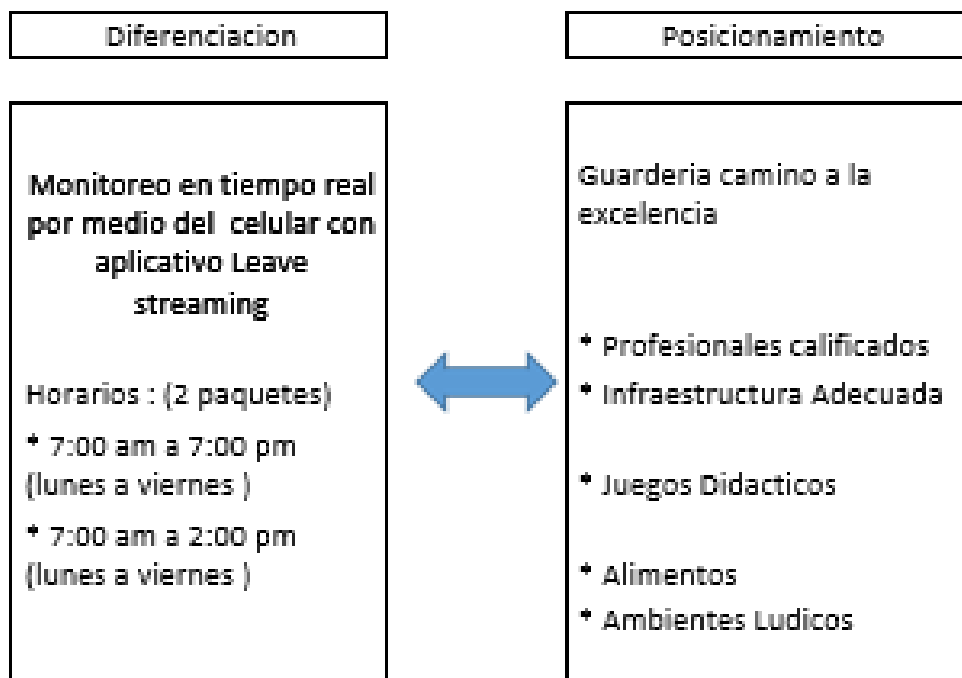 Diferenciacion
Posicionamiento
Monitoreo en tiempo real
por medio del celular con
aplicativo Leave
streaming
Horarios : (2 paquetes)
* 7:00 am a 7:00 pm
(lunes a viernes )
* 7:00 am a 2:00 pm
(lunes a viernes )
Guarderia camino a la
excelencia
* Profesionales calificados
* Infraestructura Adecuada
* Juegos Didacticos
* Alimentos
* Ambientes Ludicos